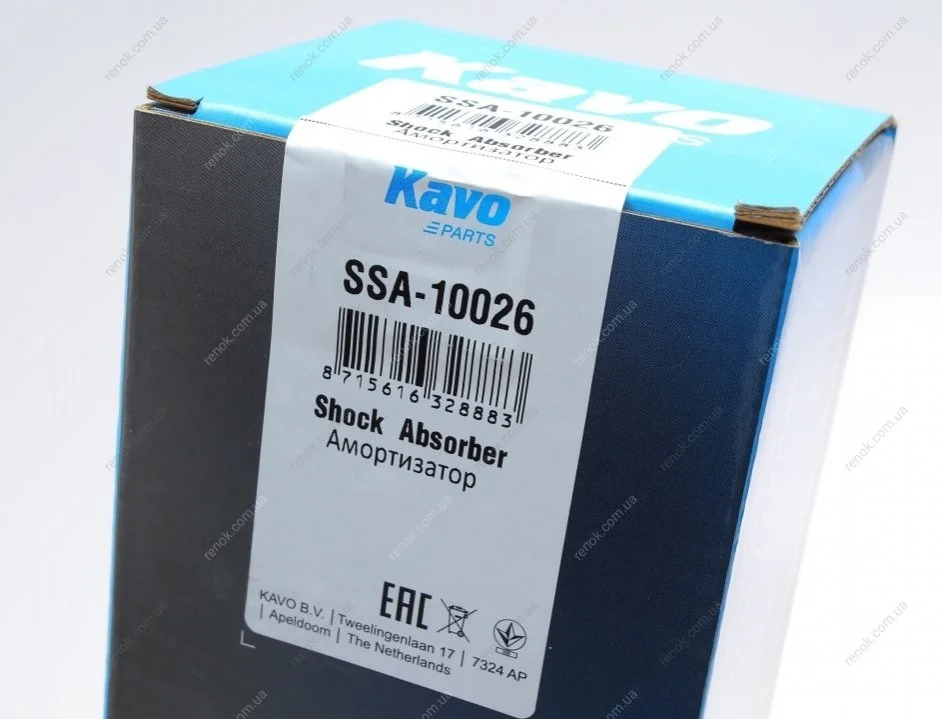 Kavo
PARTS
SSA-10026
Shock Absorber
Амортизатор
Kavo
PARTS
SSA-10026
8 715616 328883
Shock Absorber
Амортизатор
EAC
KAVO B.V. | Tweelingenlaan 17 | 7324 AP
| Apeldoorn | The Netherlands
renok.com.ua